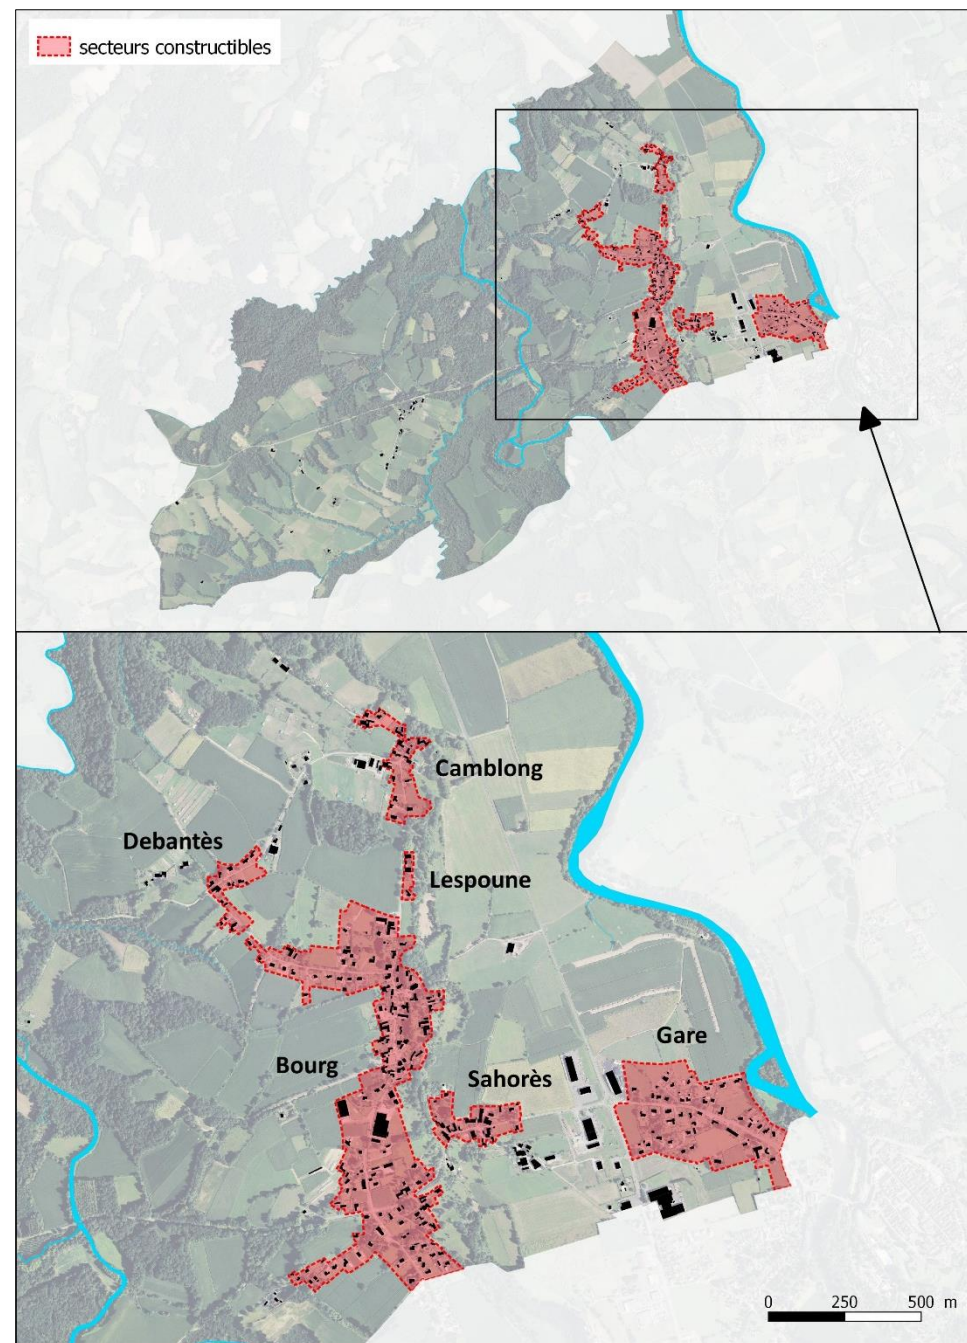 secteurs constructibles
Camblong
Debantès
Lespoune
Gare
Bourg
Sahorès
0 250 500 m